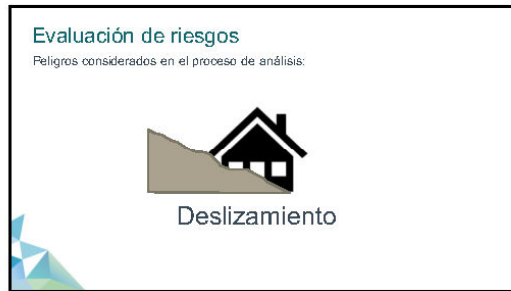 Evaluación de riesgos
Peligros considerados en el proceso de análisis:
Deslizamiento